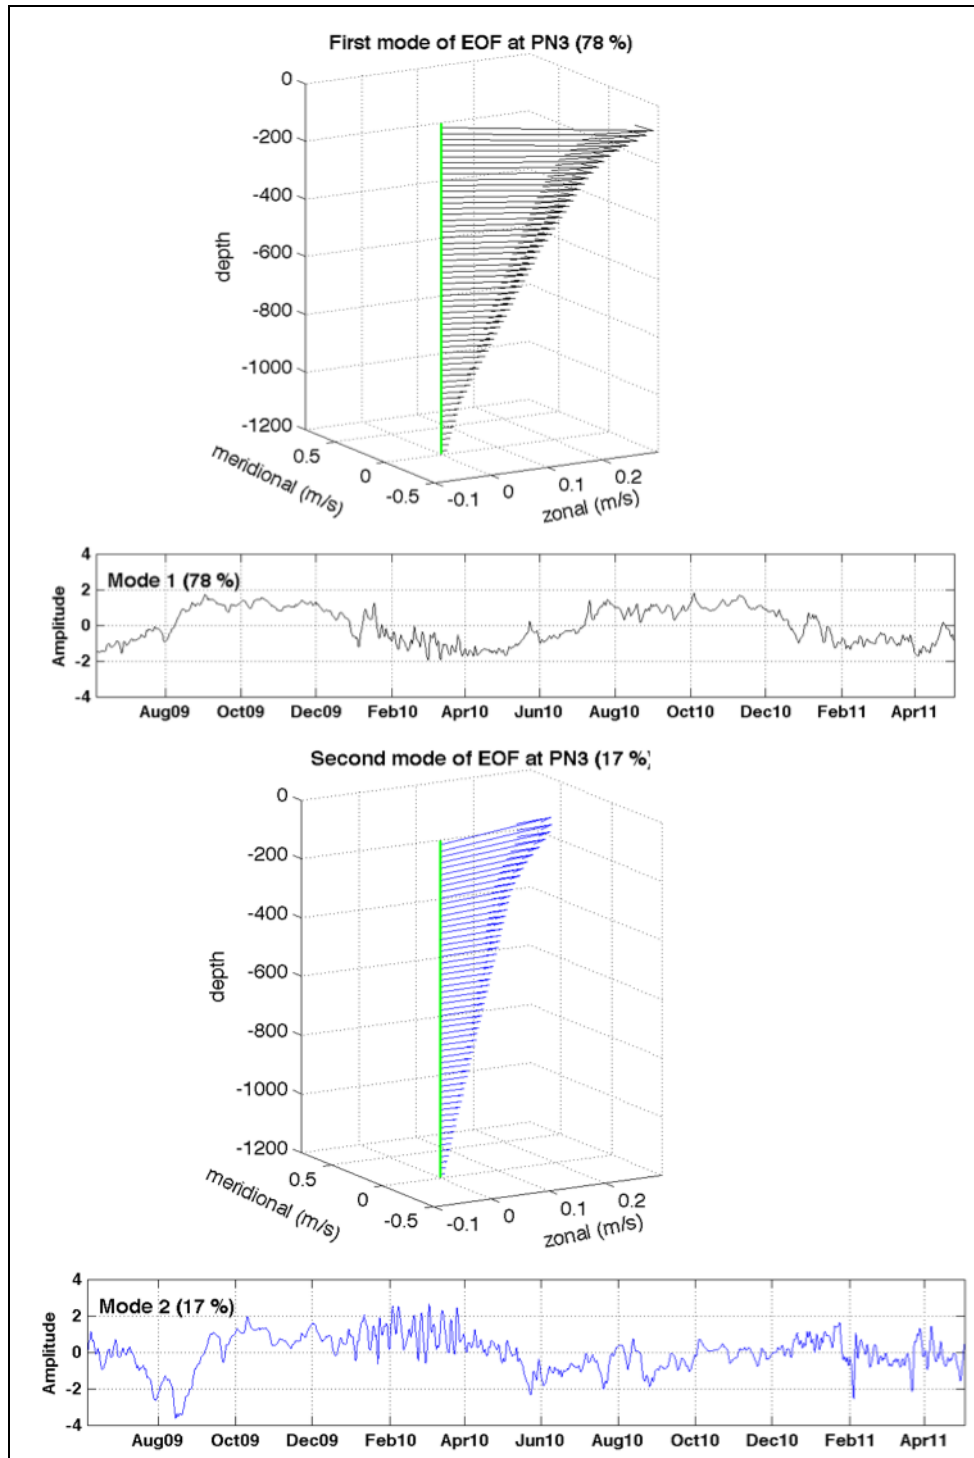 First mode of EOF at PN3 (78 %)
0
-200
-400
-600
-800
-1000
-1200
depth
0.5
0
-0.5
meridional (m/s)
-0.1
0
0.1
0.2
zonal (m/s)
4
2
0
-2
-4
Amplitude
Mode 1 (78 %)
Aug09 Oct09 Dec09 Feb10 Apr10 Jun10 Aug10 Oct10 Dec10 Feb11 Apr11
Second mode of EOF at PN3 (17 %)
0
-200
-400
-600
-800
-1000
-1200
depth
0.5
0
-0.5
meridional (m/s)
-0.1
0
0.1
0.2
zonal (m/s)
4
2
0
-2
-4
Amplitude
Mode 2 (17 %)
Aug09 Oct09 Dec09 Feb10 Apr10 Jun10 Aug10 Oct10 Dec10 Feb11 Apr11